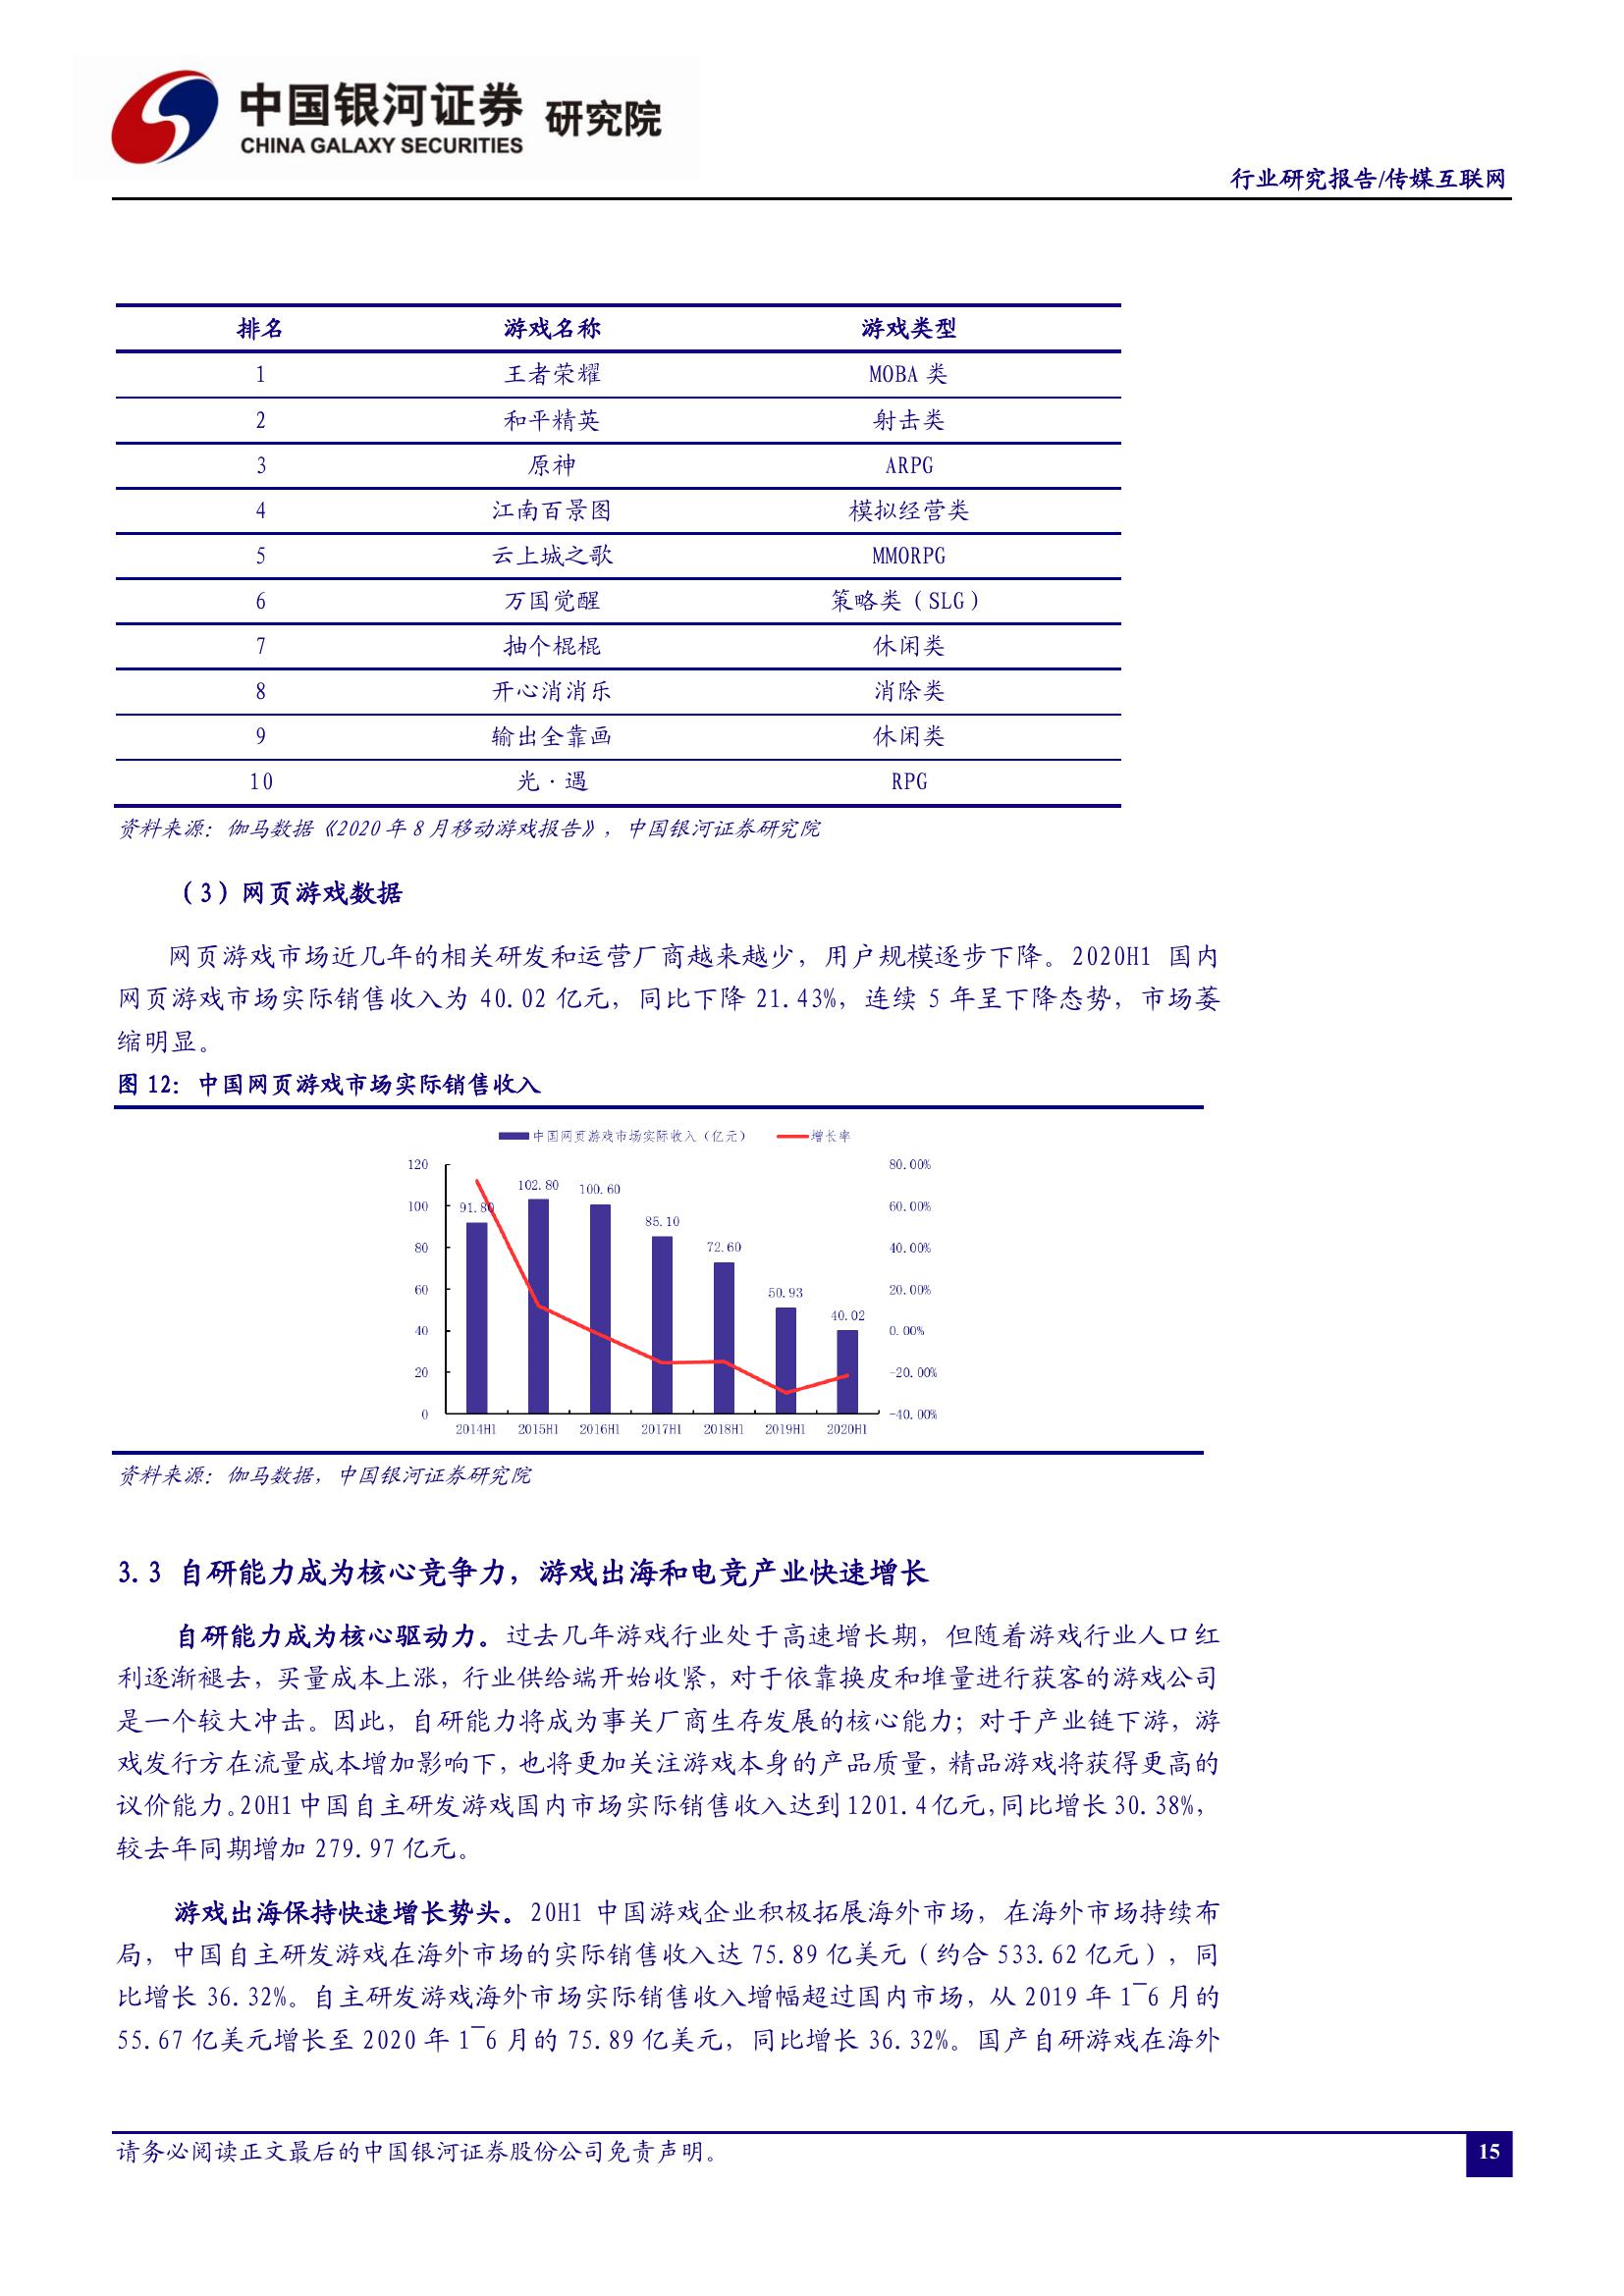 中国银河证券 研究院
CHINA GALAXY SECURITIES
行业研究报告/传媒互联网
排名 游戏名称 游戏类型
1 王者荣耀 MOBA 类
2 和平精英 射击类
3 原神 ARPG
4 江南百景图 模拟经营类
5 云上城之歌 MMORPG
6 万国觉醒 策略类（SLG）
7 抽个棍棍 休闲类
8 开心消消乐 消除类
9 输出全靠画 休闲类
10 光·遇 RPG
资料来源：伽马数据《2020 年 8 月移动游戏报告》，中国银河证券研究院
（3）网页游戏数据
网页游戏市场近几年的相关研发和运营厂商越来越少，用户规模逐步下降。2020H1 国内
网页游戏市场实际销售收入为 40.02 亿元，同比下降 21.43%，连续 5 年呈下降态势，市场萎
缩明显。
图 12：中国网页游戏市场实际销售收入
中国网页游戏市场实际收入（亿元） 增长率
120 80.00%
102.80 100.60
100 91.80 60.00%
85.10
80 72.60 40.00%
60 50.93 20.00%
40.02
40 0.00%
20 -20.00%
0 -40.00%
2014H1 2015H1 2016H1 2017H1 2018H1 2019H1 2020H1
资料来源：伽马数据，中国银河证券研究院
3.3 自研能力成为核心竞争力，游戏出海和电竞产业快速增长
自研能力成为核心驱动力。过去几年游戏行业处于高速增长期，但随着游戏行业人口红
利逐渐褪去，买量成本上涨，行业供给端开始收紧，对于依靠换皮和堆量进行获客的游戏公司
是一个较大冲击。因此，自研能力将成为事关厂商生存发展的核心能力；对于产业链下游，游
戏发行方在流量成本增加影响下，也将更加关注游戏本身的产品质量，精品游戏将获得更高的
议价能力。20H1 中国自主研发游戏国内市场实际销售收入达到 1201.4 亿元，同比增长 30.38%，
较去年同期增加 279.97 亿元。
游戏出海保持快速增长势头。20H1 中国游戏企业积极拓展海外市场，在海外市场持续布
局，中国自主研发游戏在海外市场的实际销售收入达 75.89 亿美元（约合 533.62 亿元），同
比增长 36.32%。自主研发游戏海外市场实际销售收入增幅超过国内市场，从 2019 年 1‾6 月的
55.67 亿美元增长至 2020 年 1‾6 月的 75.89 亿美元，同比增长 36.32%。国产自研游戏在海外
请务必阅读正文最后的中国银河证券股份公司免责声明。
15